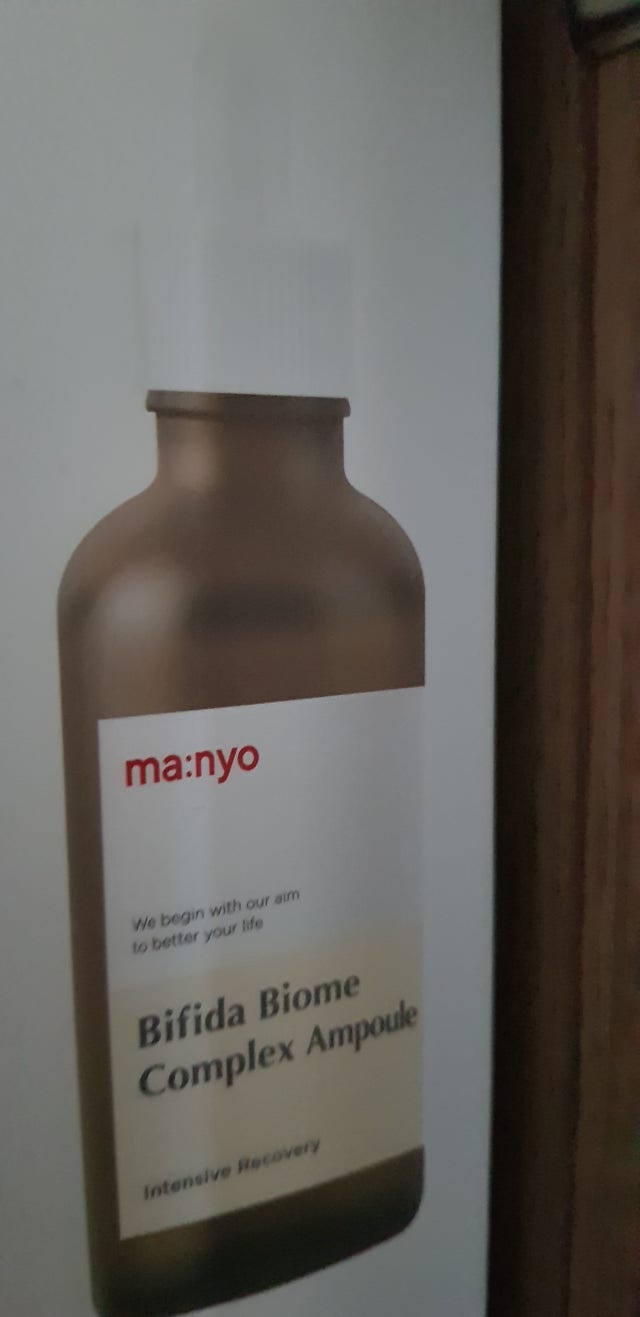 ma:nyo
We begin with our aim
to better your life
Bifida Biome
Complex Ampoule
Intensive Recovery